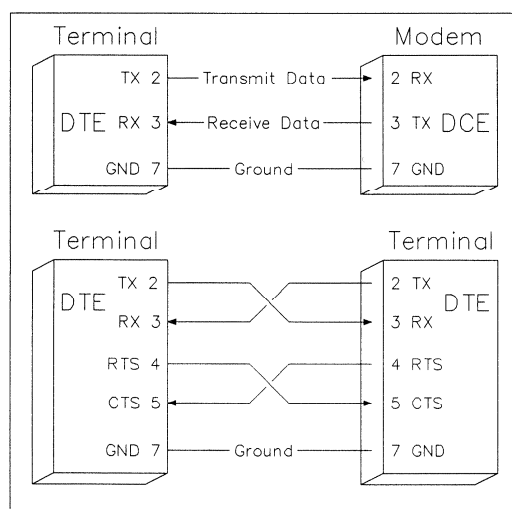 Terminal Modem
TX 2 Transmit Data 2 RX
DTE RX 3 Receive Data 3 TX DCE
GND 7 Ground 7 GND
Terminal Terminal
TX 2 2 TX
DTE DTE
RX 3 3 RX
RTS 4 4 RTS
CTS 5 5 CTS
GND 7 Ground 7 GND